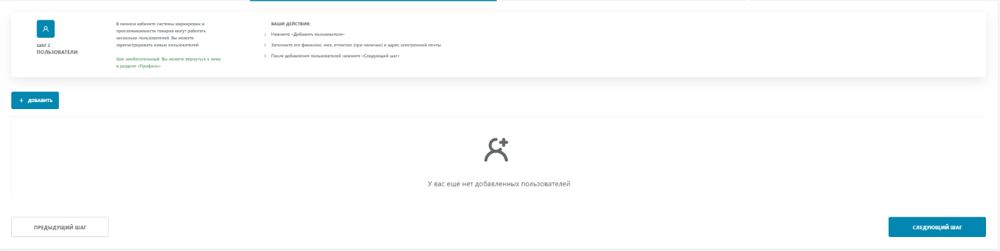 ШАГ 2
ПОЛЬЗОВАТЕЛИ
В личном кабинете системы маркировки и
прослеживаемости товаров могут работать
несколько пользователей. Вы можете
зарегистрировать новых пользователей
Шаг необязательный. Вы можете вернуться к нему
в разделе «Профиль»
ВАШИ ДЕЙСТВИЯ:
1 Нажмите «Добавить пользователя»
2 Заполните его фамилию, имя, отчество (при наличии) и адрес электронной почты
3 После добавления пользователей нажмите «Следующий шаг»
+ ДОБАВИТЬ
У вас еще нет добавленных пользователей
ПРЕДЫДУЩИЙ ШАГ
СЛЕДУЮЩИЙ ШАГ